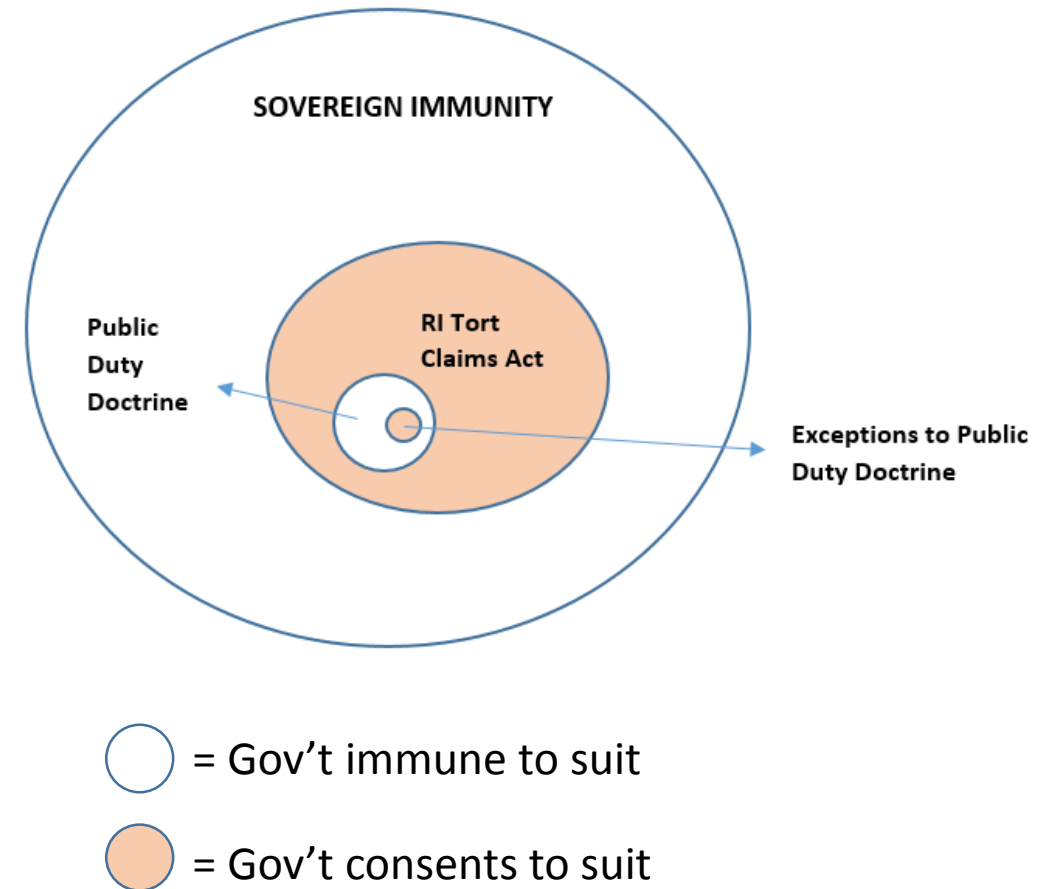 SOVEREIGN IMMUNITY
RI Tort
Claims Act
Public
Duty
Doctrine
Exceptions to Public
Duty Doctrine
= Gov’t immune to suit
= Gov’t consents to suit